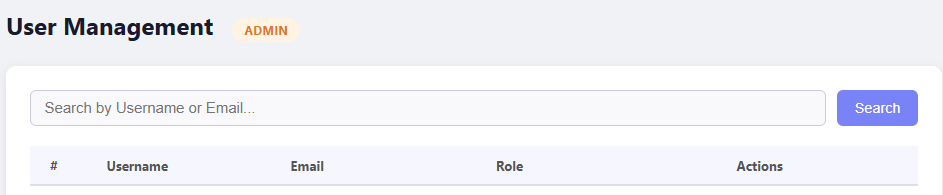 User Management ADMIN
Search by Username or Email... Search
# Username Email Role Actions